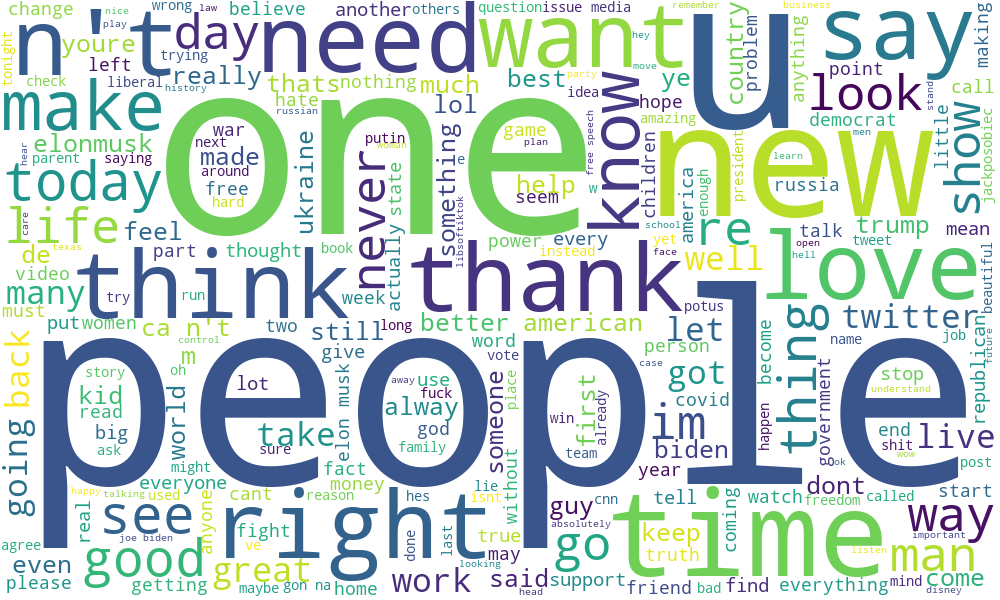 change
nice
play
wrong
law
n't
day
need
another
others
believe
want
question
issue
media
hey
move
u
remember
business
say
making
tonight
youre
left
trying
really
thats
nothing
much
best
idea
ye
country
problem
anything
point
call
check
liberal
history
hate
russian
lol
party
hope
amazing
look
democrat
little
stand
make
elonmusk
parent
saying
hear
war
next
around
made
free
hard
one
putin
woman
game
plan
help
seem
free speech
know
new
men
learn
show
jackposobiec
today
ukraine
never
something
libsoftiktok
le
w
children
school
america
enough
president
russia
life
feel
actually
state
power
every
instead
yet
face
re
talk
open
tweet
trump
mean
de
texas
care
part
thought
book
well
hell
love
beautiful
video
many
must
think
try
run
week
thank
potus
put
women
ca n't
two
still
long
better
american
word
let
person
twitter
name
job
future
republican
going
back
control
m
oh
story
kid
read
big
ask
world
give
lot
away
use
fuck
alway
god
family
sure
elon musk
vote
place
someone
first
already
win
team
got
case
covid
im
biden
become
happen
thing
government
stop
understand
end
shit
wow
live
post
people
take
might
everyone
fact
money
reason
lie
isnt
without
year
hes
cnn
guy
tell
watch
dont
freedom
called
start
way
important
happy
talking
used
cant
real
see
joe biden
anyone
fight
ve
right
done
last
looking
true
may
absolutely
go
keep
truth
coming
time
listen
man
agree
even
please
good
getting
great
maybe
gon na
home
work
said
head
support
friend
bad
find
everything
mind
come
disney